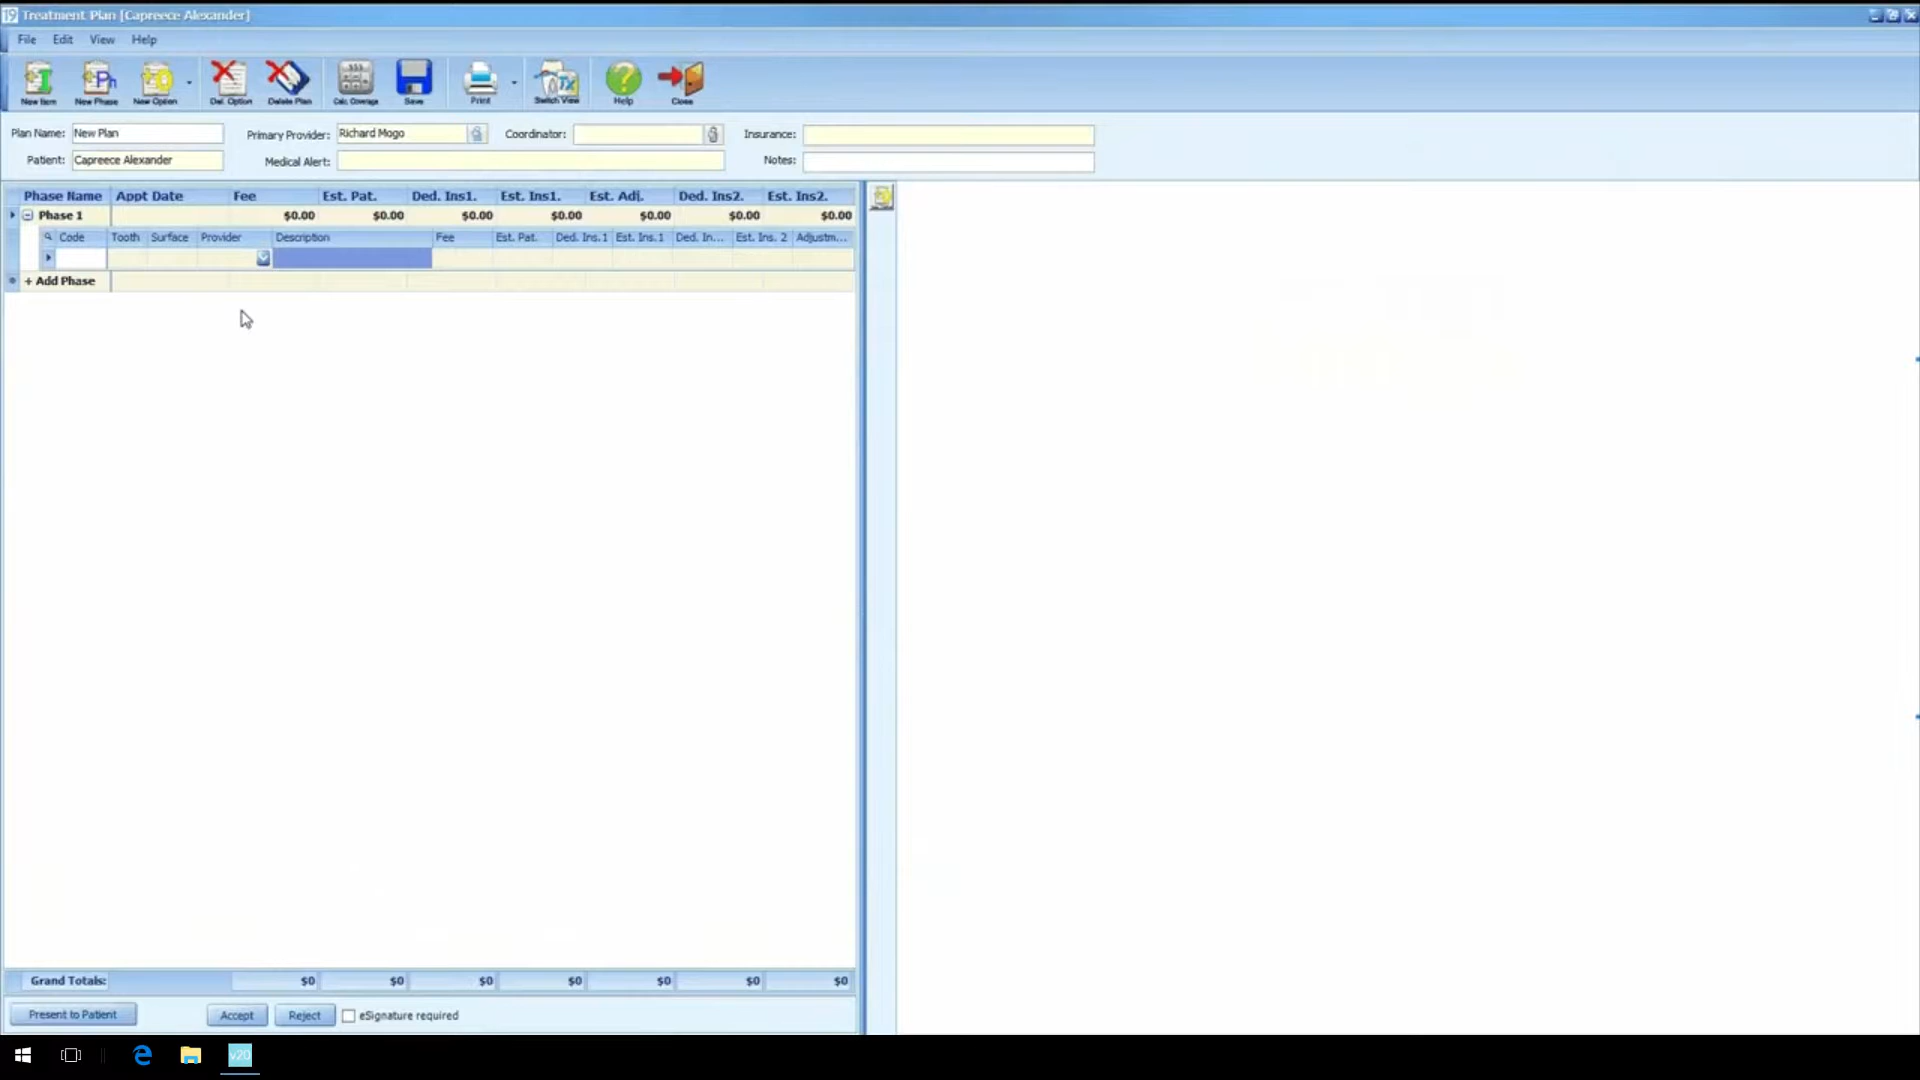 19 Treatment Plan [Capreece Alexander]
File Edit View Help
New Item New Phase New Option Del. Option Delete Plan Calc. Coverage Save Print Switch View Help Close
Plan Name: New Plan Primary Provider: Richard Mogo Coordinator: Insurance:
Patient: Capreece Alexander Medical Alert: Notes:
Phase Name Appt Date Fee Est. Pat. Ded. Ins1. Est. Ins1. Est. Adj. Ded. Ins2. Est. Ins2.
Phase 1 $0.00 $0.00 $0.00 $0.00 $0.00 $0.00 $0.00
Code Tooth Surface Provider Description Fee Est. Pat. Ded. Ins.1 Est. Ins.1 Ded. In... Est. Ins. 2 Adjustm...
+ Add Phase
Grand Totals: $0 $0 $0 $0 $0 $0 $0
Present to Patient Accept Reject eSignature required
v20